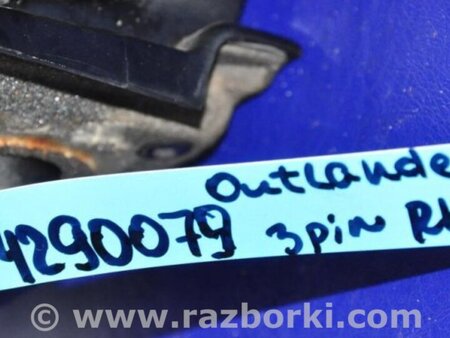 Outlande
4290079 3pin RH
© www.razborki.com